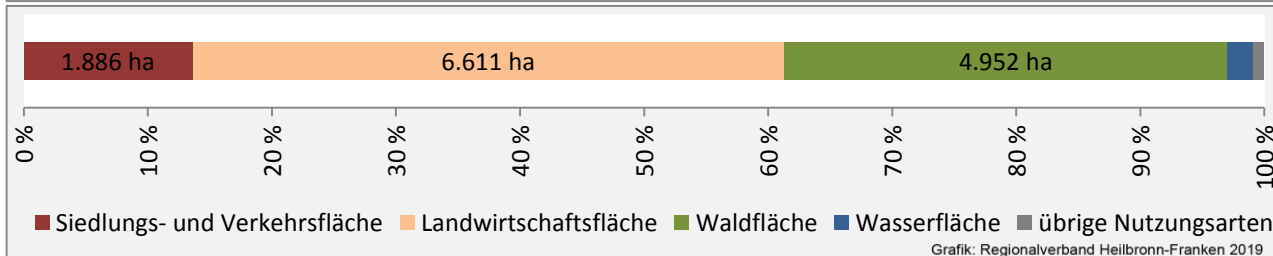 1.886 ha 6.611 ha 4.952 ha
0 % 10 % 20 % 30 % 40 % 50 % 60 % 70 % 80 % 90 % 100 %
Siedlungs- und Verkehrsfläche Landwirtschaftsfläche Waldfläche Wasserfläche übrige Nutzungsarten
Grafik: Regionalverband Heilbronn-Franken 2019